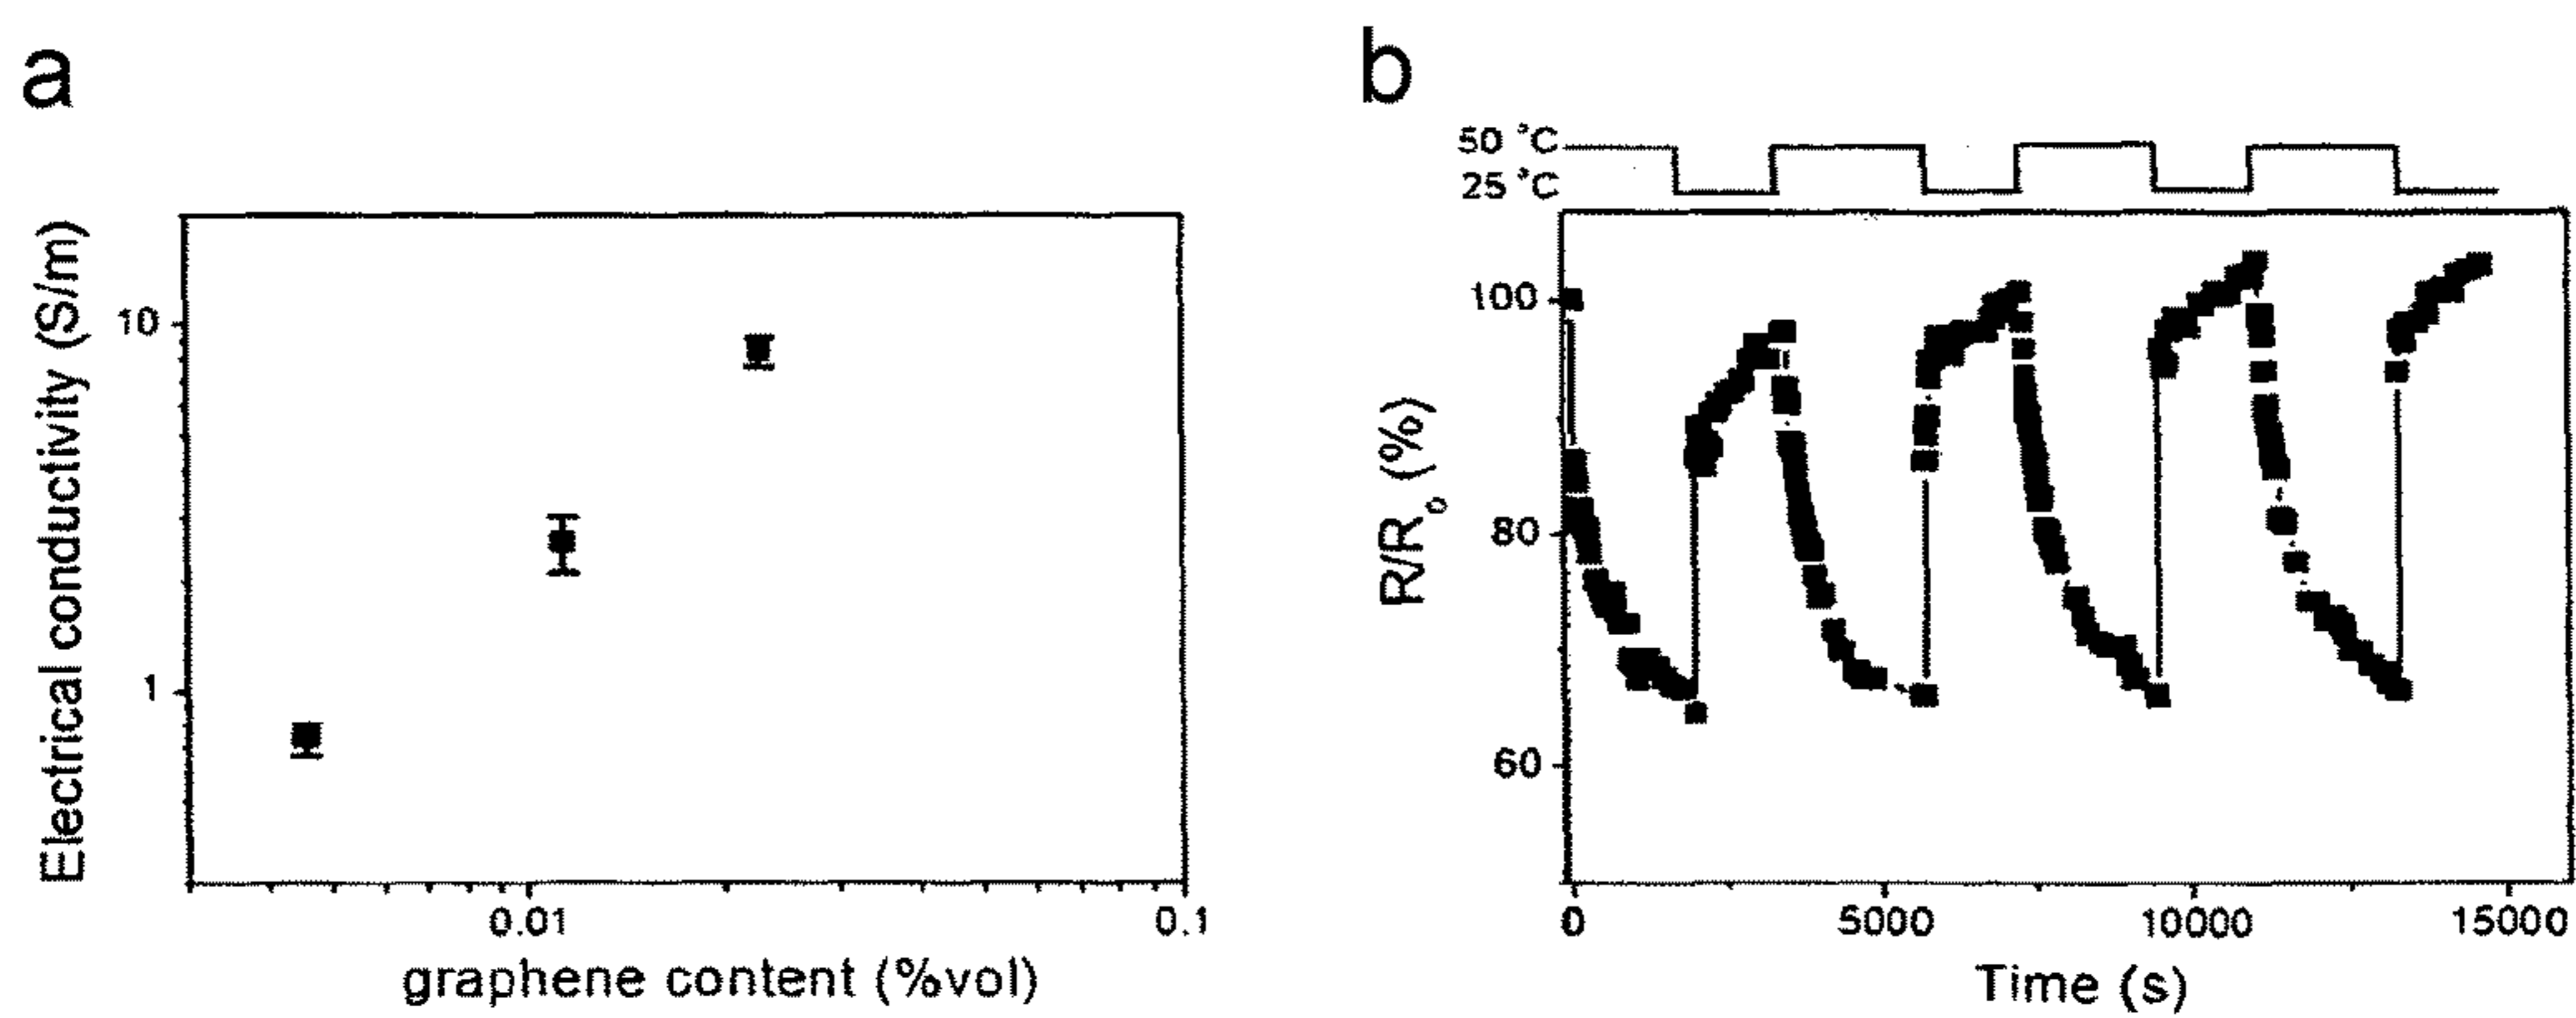 a
Electrical conductivity (S/m)
10
1
0.01
0.1
graphene content (%vol)
b
50 °C
25 °C
R/Ro (%)
100
80
60
0
5000
10000
15000
Time (s)